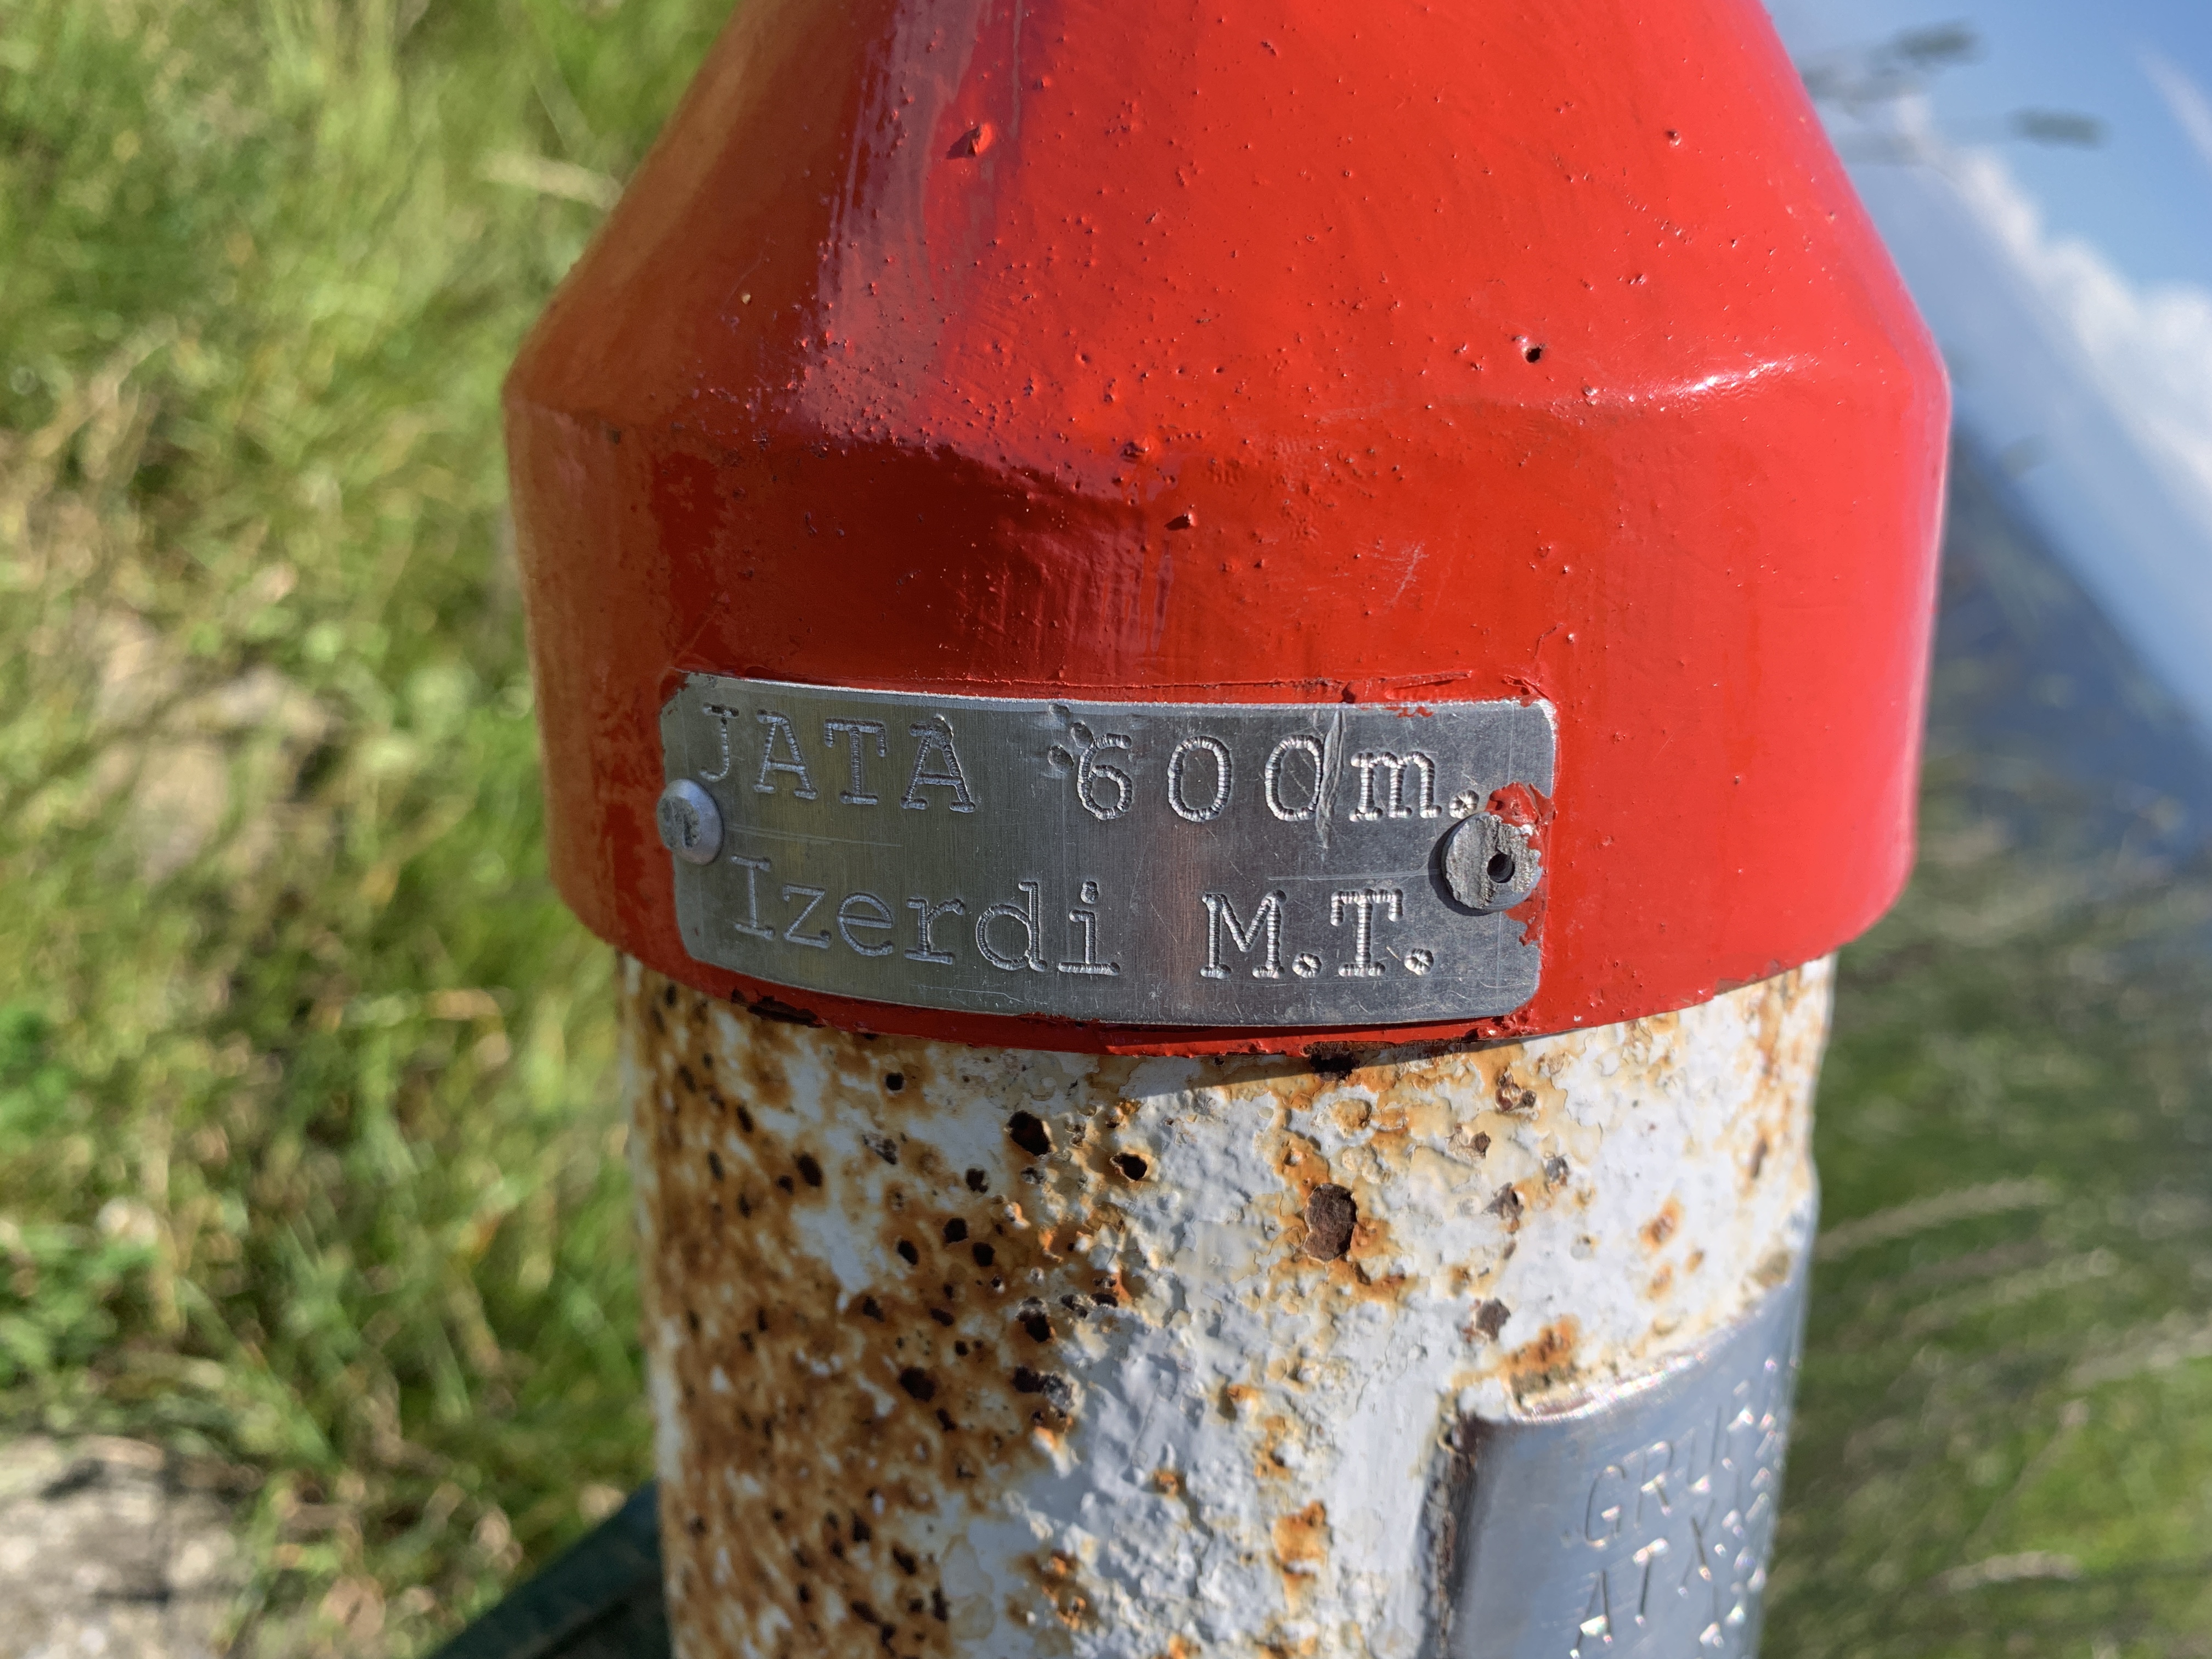 JATA 600m.
Izerdi M.T.